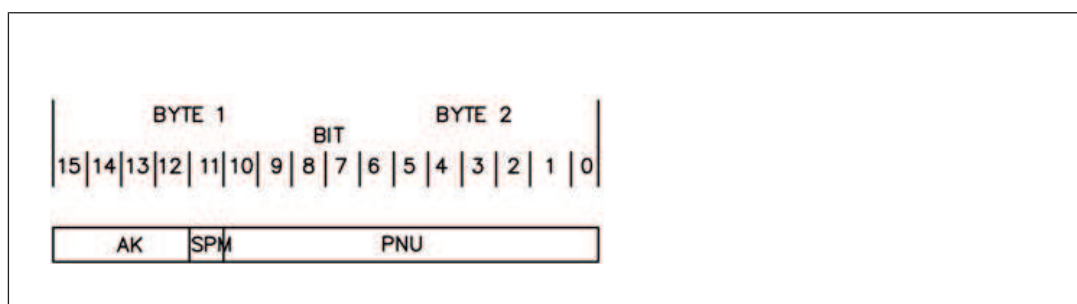 BYTE 1 BYTE 2
BIT
15 14 13 12 11 10 9 8 7 6 5 4 3 2 1 0
AK SPM PNU